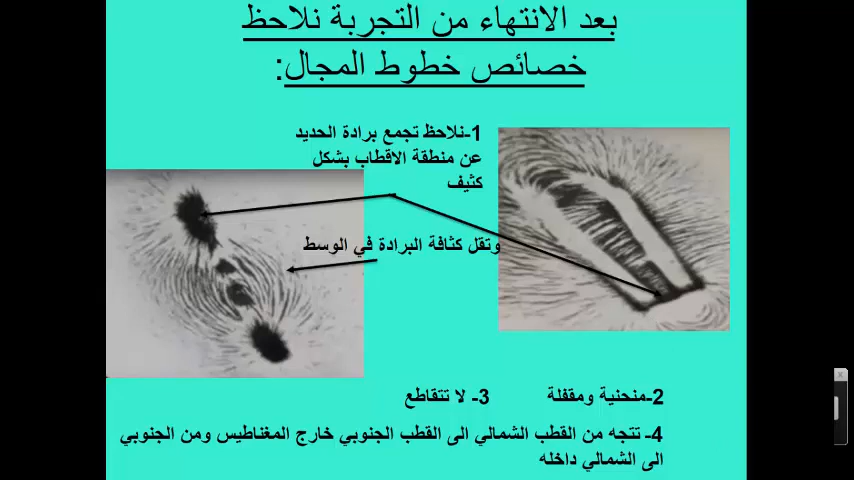 بعد الانتهاء من التجربة نلاحظ
خصائص خطوط المجال:
1-نلاحظ تجمع برادة الحديد
عن منطقة الاقطاب بشكل
كثيف
وتقل كثافة البرادة في الوسط
2-منحنية ومقفلة
3- لا تتقاطع
4- تتجه من القطب الشمالي الى القطب الجنوبي خارج المغناطيس ومن الجنوبي
الى الشمالي داخله